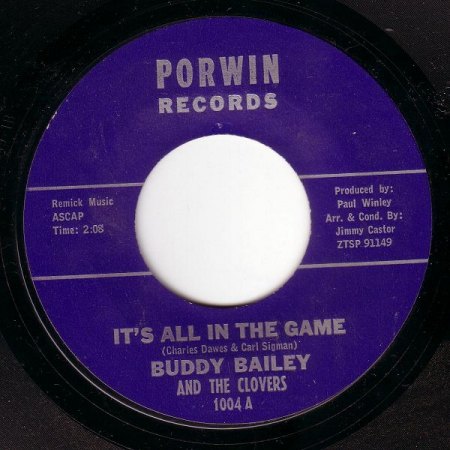 PORWIN
RECORDS
Remick Music
ASCAP
Time: 2:08
Produced by:
Paul Winley
Arr. & Cond. By:
Jimmy Castor
ZTSP 91149
IT'S ALL IN THE GAME
(Charles Dawes & Carl Sigman)
BUDDY BAILEY
AND THE CLOVERS
1004 A